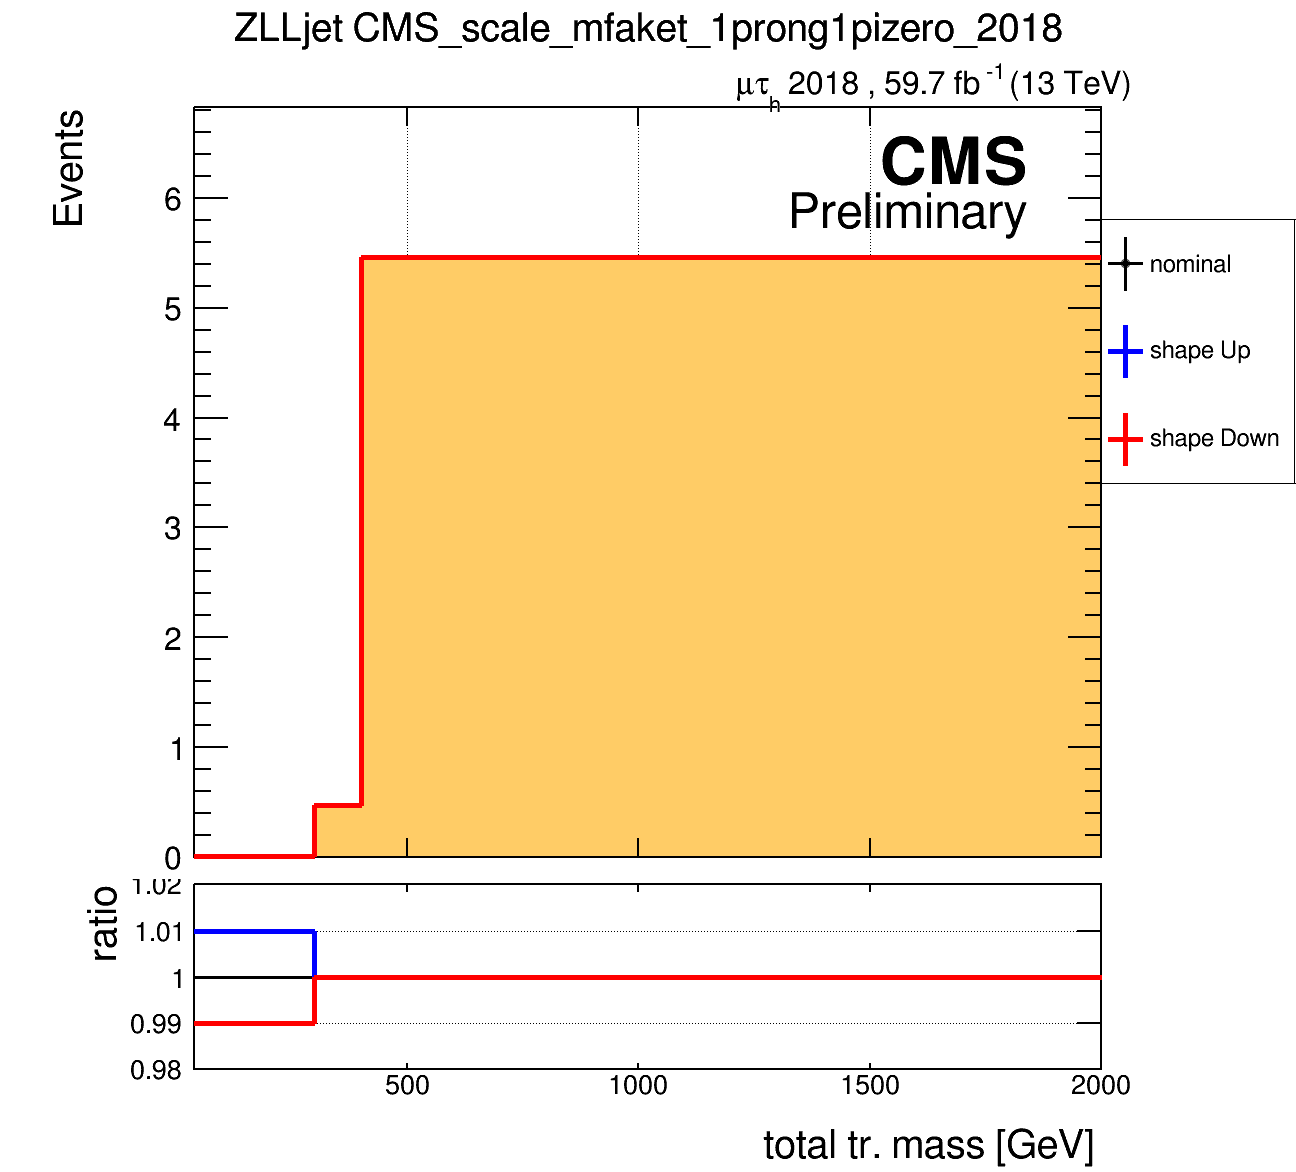 ZLLjet CMS_scale_mfaket_1prong1pizero_2018
μτh 2018 , 59.7 fb-1 (13 TeV)
Events
CMS
Preliminary
6
5
4
3
2
1
0
nominal
shape Up
shape Down
ratio
1.02
1.01
1
0.99
0.98
500
1000
1500
2000
total tr. mass [GeV]